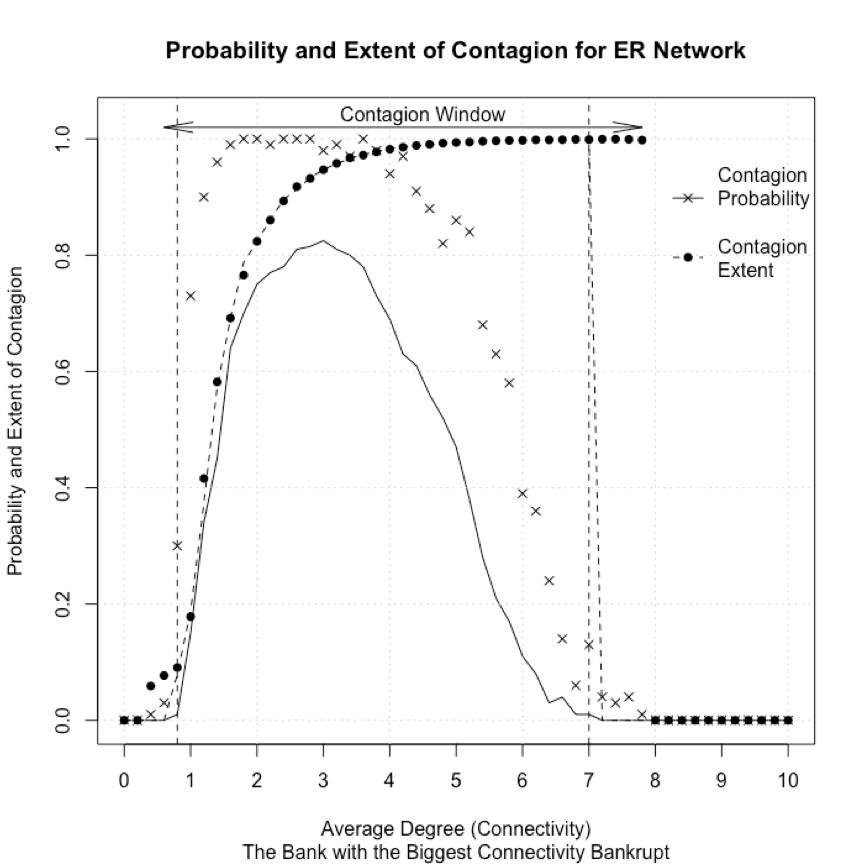 Probability and Extent of Contagion for ER Network
Contagion Window
Contagion
Probability
Contagion
Extent
Probability and Extent of Contagion
1.0
0.8
0.6
0.4
0.2
0.0
0 1 2 3 4 5 6 7 8 9 10
Average Degree (Connectivity)
The Bank with the Biggest Connectivity Bankrupt